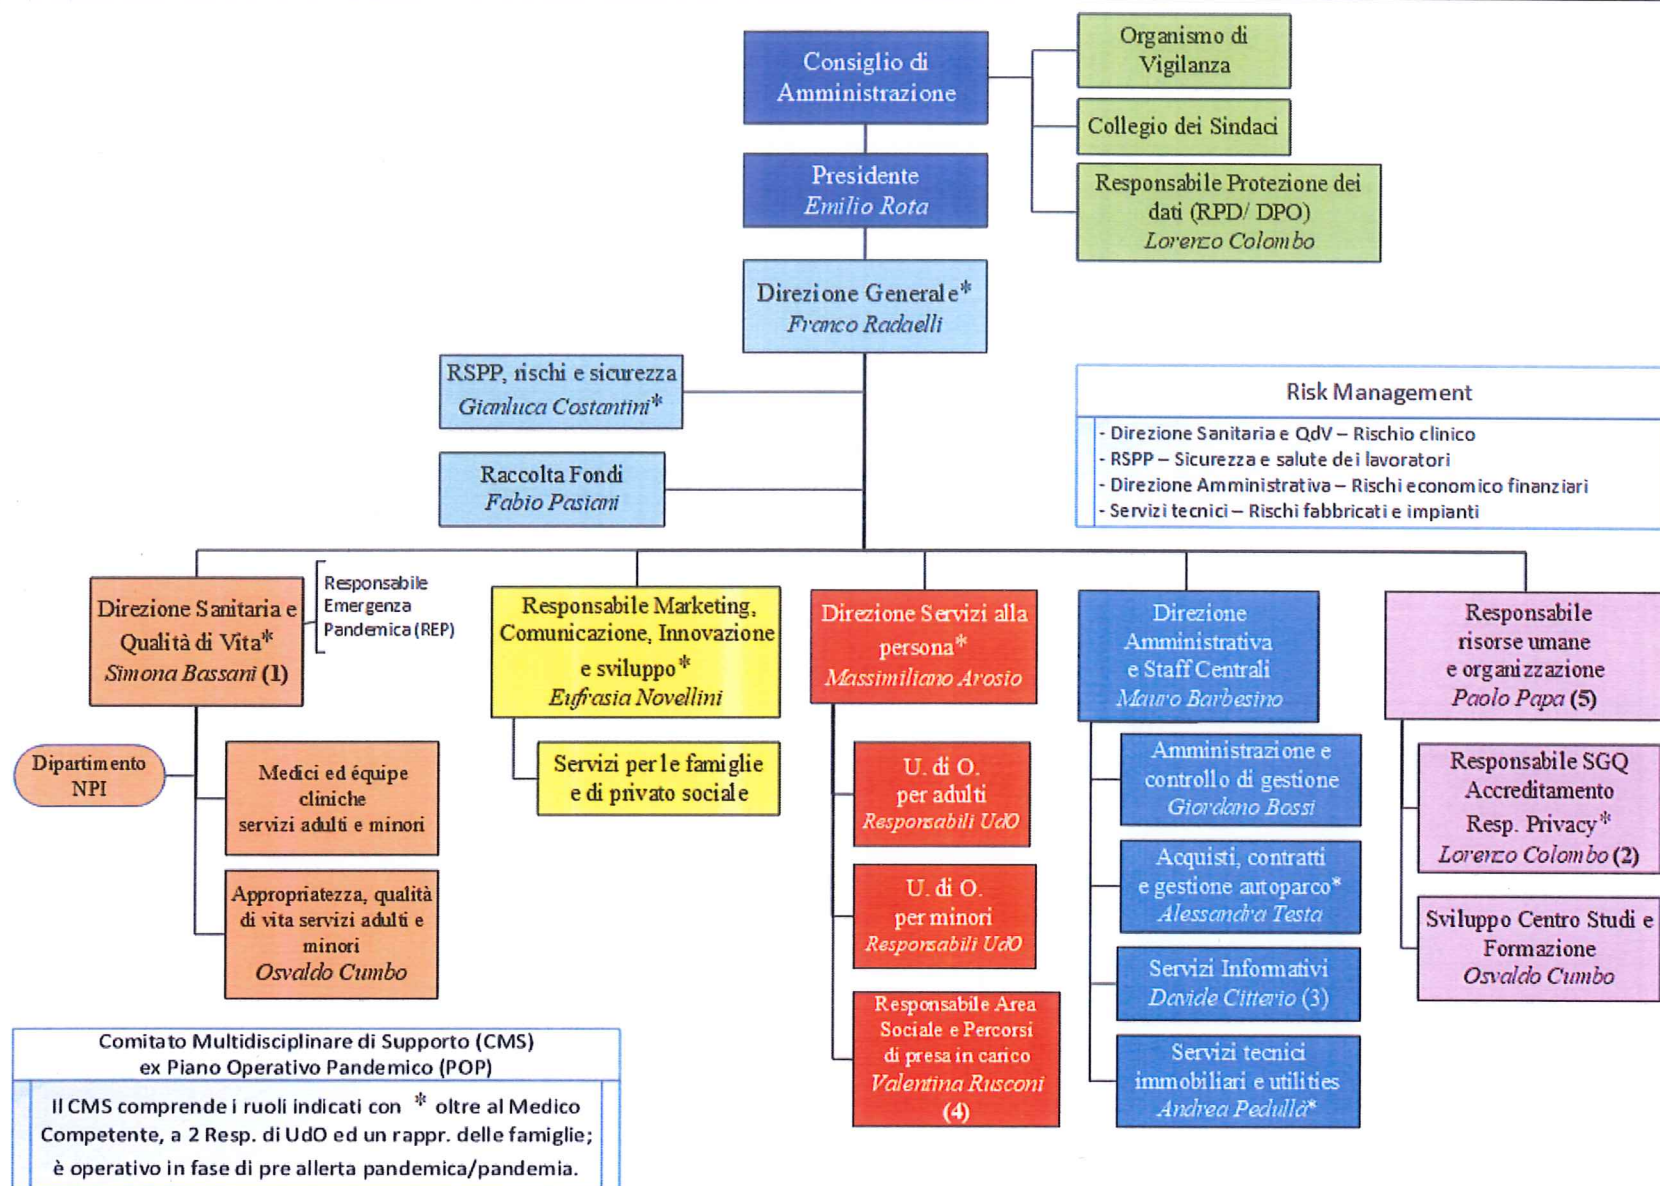 Consiglio di
Amministrazione
Organismo di
Vigilanza
Collegio dei Sindaci
Responsabile Protezione dei
dati (RPD/ DPO)
Lorenzo Colombo
Presidente
Emilio Rota
Direzione Generale*
Franco Radaelli
RSPP, rischi e sicurezza
Gianluca Costantini*
Raccolta Fondi
Fabio Pasiani
Risk Management
- Direzione Sanitaria e QdV – Rischio clinico
- RSPP – Sicurezza e salute dei lavoratori
- Direzione Amministrativa – Rischi economico finanziari
- Servizi tecnici – Rischi fabbricati e impianti
Direzione Sanitaria e
Qualità di Vita*
Simona Bassani (1)
Responsabile
Emergenza
Pandemica (REP)
Dipartimento
NPI
Medici ed équipe
cliniche
servizi adulti e minori
Appropriatezza, qualità
di vita servizi adulti e
minori
Osvaldo Cumbo
Responsabile Marketing,
Comunicazione, Innovazione
e sviluppo*
Eufrasia Novellini
Servizi per le famiglie
e di privato sociale
Direzione Servizi alla
persona*
Massimiliano Arosio
U. di O.
per adulti
Responsabili UdO
U. di O.
per minori
Responsabili UdO
Responsabile Area
Sociale e Percorsi
di presa in carico
Valentina Rusconi
(4)
Direzione
Amministrativa
e Staff Centrali
Mauro Barbesino
Amministrazione e
controllo di gestione
Giordano Bossi
Acquisti, contratti
e gestione autoparco*
Alessandra Testa
Servizi Informativi
Davide Citterio (3)
Servizi tecnici
immobiliari e utilities
Andrea Pedullà*
Responsabile
risorse umane
e organizzazione
Paolo Papa (5)
Responsabile SGQ
Accreditamento
Resp. Privacy*
Lorenzo Colombo (2)
Sviluppo Centro Studi e
Formazione
Osvaldo Cumbo
Comitato Multidisciplinare di Supporto (CMS)
ex Piano Operativo Pandemico (POP)
Il CMS comprende i ruoli indicati con * oltre al Medico
Competente, a 2 Resp. di UdO ed un rappr. delle famiglie;
è operativo in fase di pre allerta pandemica/pandemia.